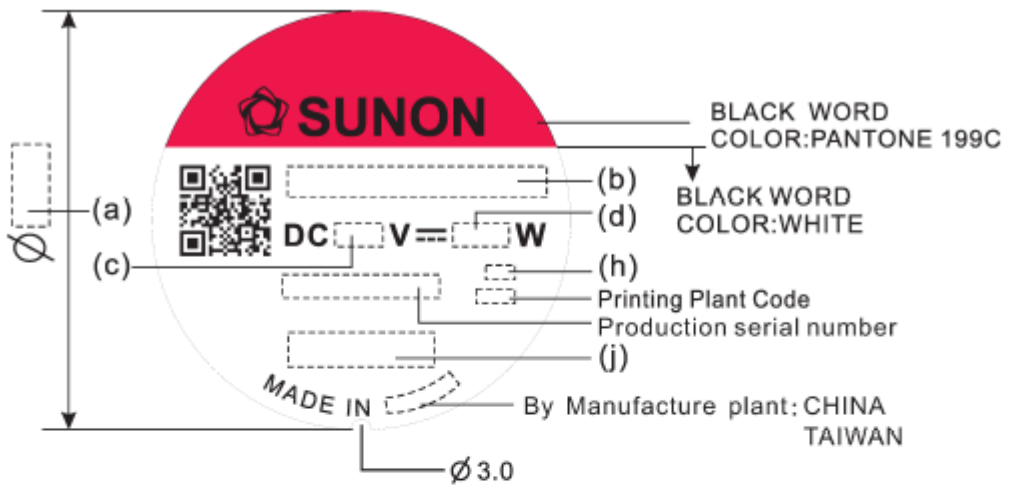 SUNON
BLACK WORD
COLOR:PANTONE 199C
(b)
BLACK WORD
COLOR:WHITE
(a)
(d)
DC V W
Ø
(c)
(h)
Printing Plant Code
Production serial number
(j)
MADE IN
By Manufacture plant: CHINA
TAIWAN
Ø 3.0